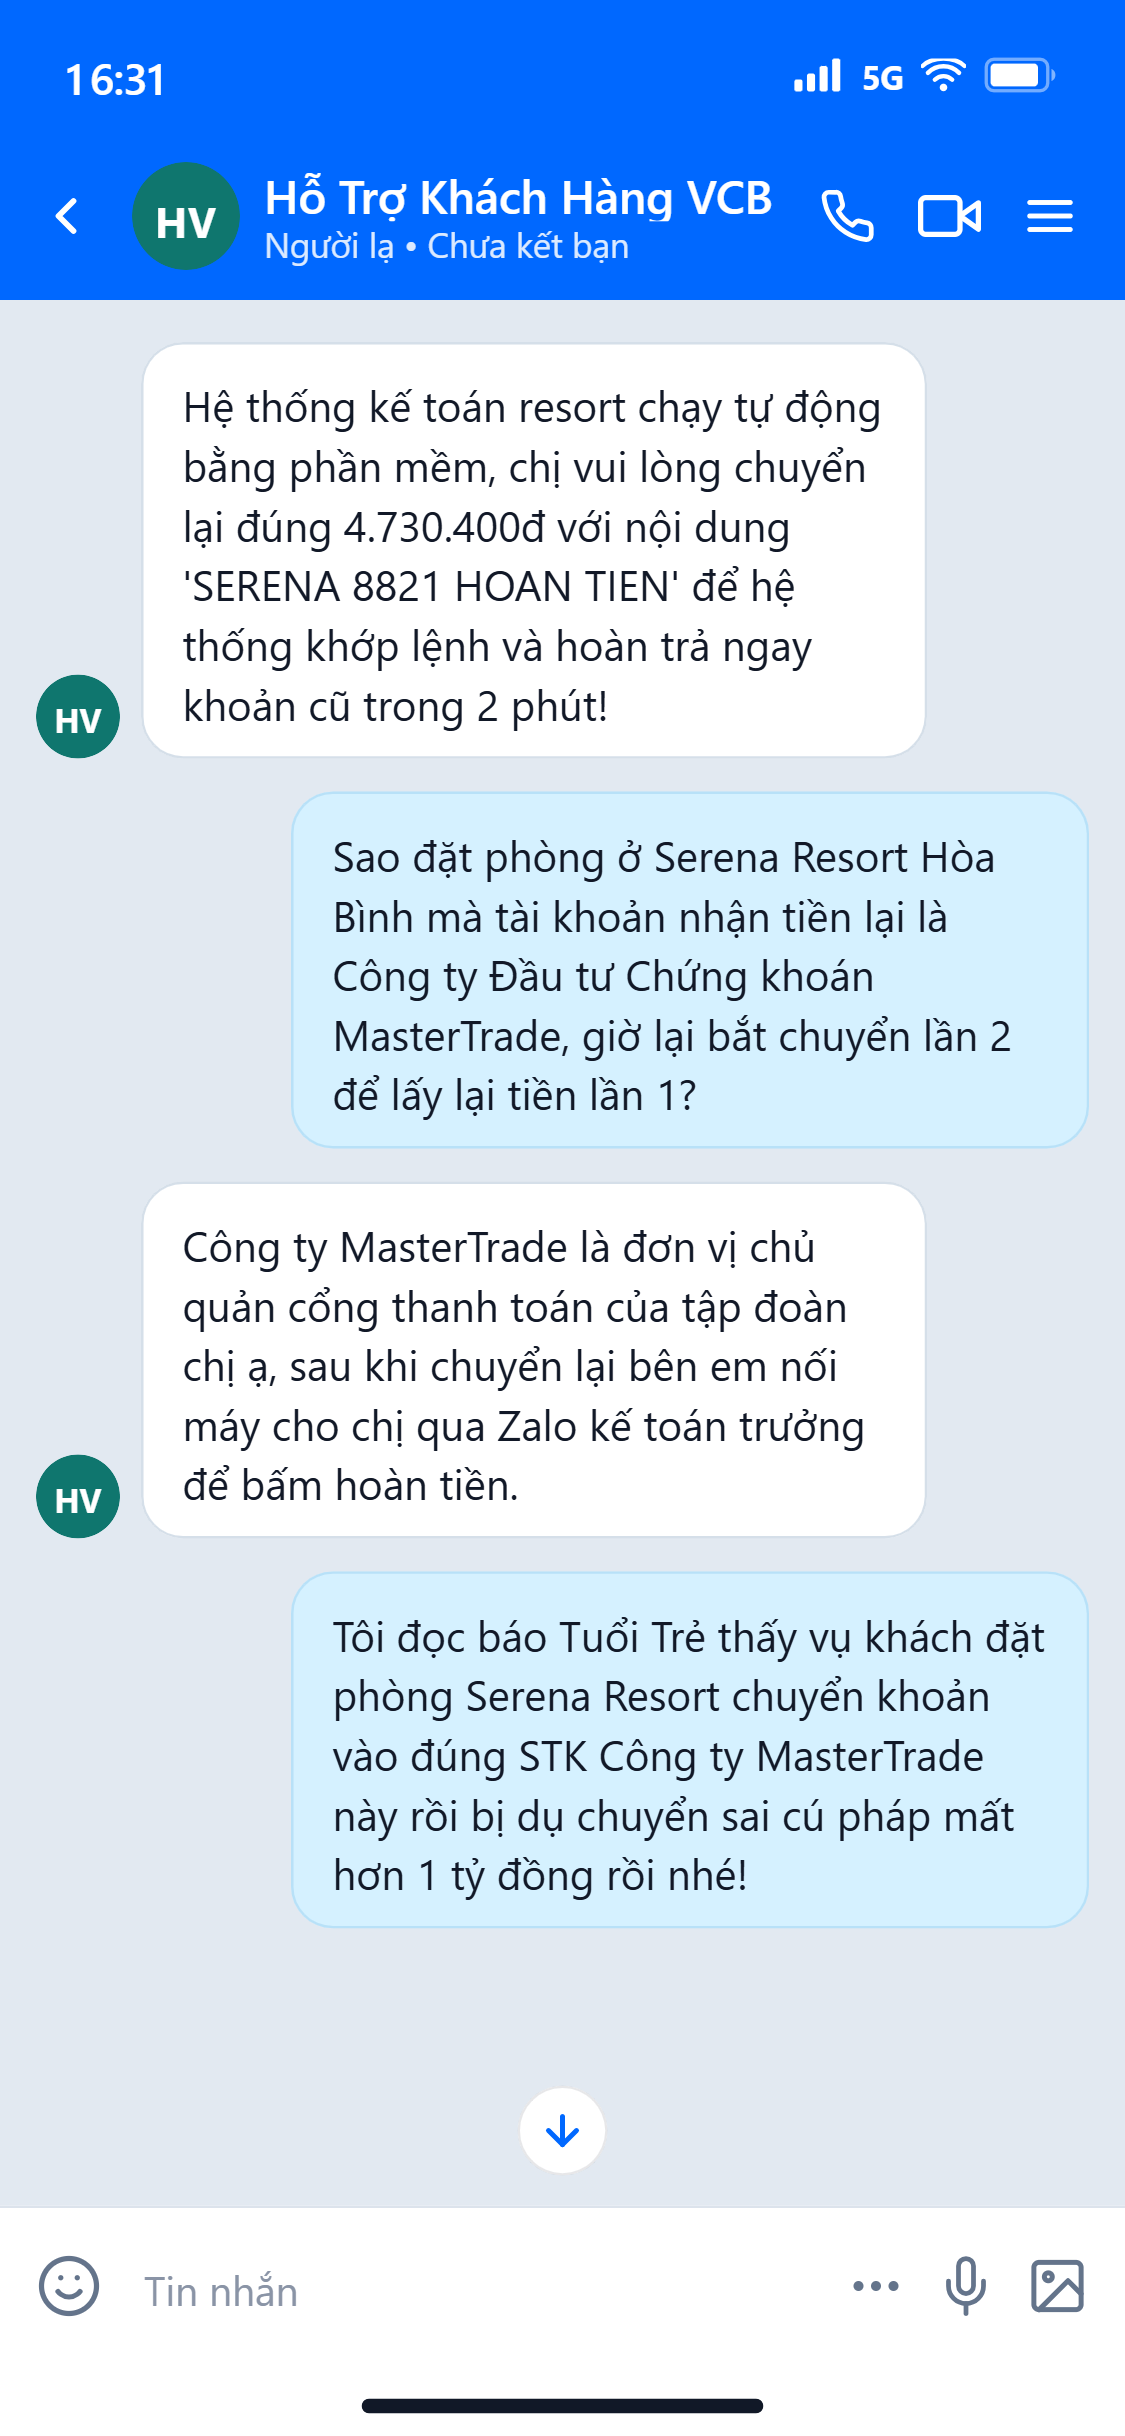 16:31
5G
HV
Hỗ Trợ Khách Hàng VCB
Người lạ • Chưa kết bạn
Hệ thống kế toán resort chạy tự động
bằng phần mềm, chị vui lòng chuyển
lại đúng 4.730.400đ với nội dung
'SERENA 8821 HOAN TIEN' để hệ
thống khớp lệnh và hoàn trả ngay
khoản cũ trong 2 phút!
HV
Sao đặt phòng ở Serena Resort Hòa
Bình mà tài khoản nhận tiền lại là
Công ty Đầu tư Chứng khoán
MasterTrade, giờ lại bắt chuyển lần 2
để lấy lại tiền lần 1?
Công ty MasterTrade là đơn vị chủ
quản cổng thanh toán của tập đoàn
chị ạ, sau khi chuyển lại bên em nối
máy cho chị qua Zalo kế toán trưởng
để bấm hoàn tiền.
HV
Tôi đọc báo Tuổi Trẻ thấy vụ khách đặt
phòng Serena Resort chuyển khoản
vào đúng STK Công ty MasterTrade
này rồi bị dụ chuyển sai cú pháp mất
hơn 1 tỷ đồng rồi nhé!
Tin nhắn